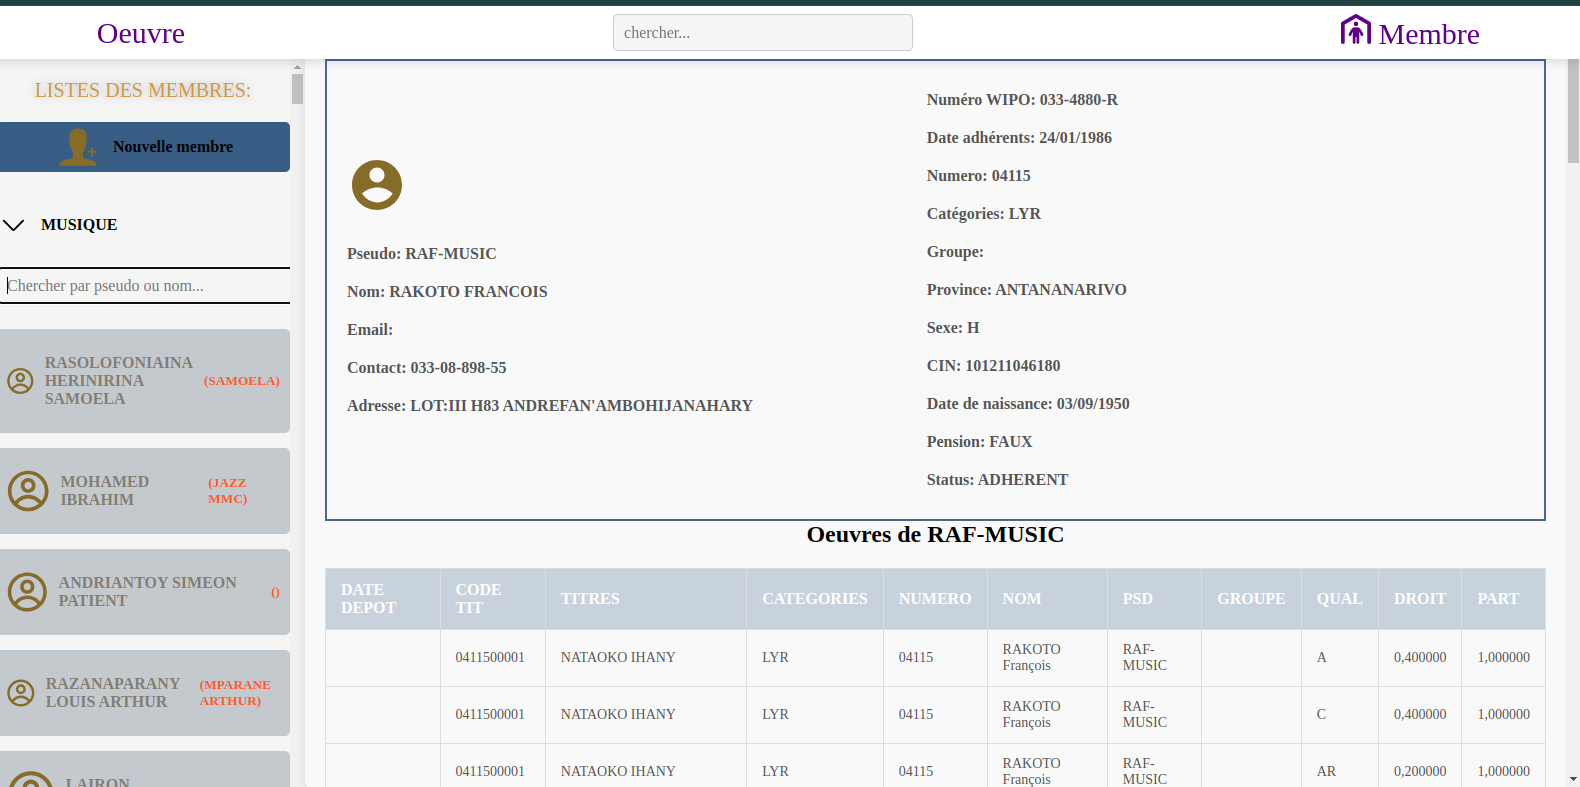 Oeuvre
chercher...
Membre
LISTES DES MEMBRES:
Nouvelle membre
MUSIQUE
Chercher par pseudo ou nom...
RASOLOFONIAINA
HERINIRINA
SAMOELA
(SAMOELA)
MOHAMED
IBRAHIM
(JAZZ
MMC)
ANDRIANTOY SIMEON
PATIENT
()
RAZANAPARANY
LOUIS ARTHUR
(MPARANE
ARTHUR)
LAIRON
Pseudo: RAF-MUSIC
Nom: RAKOTO FRANCOIS
Email:
Contact: 033-08-898-55
Adresse: LOT:III H83 ANDREFAN'AMBOHIJANAHARY
Numéro WIPO: 033-4880-R
Date adhérents: 24/01/1986
Numero: 04115
Catégories: LYR
Groupe:
Province: ANTANANARIVO
Sexe: H
CIN: 101211046180
Date de naissance: 03/09/1950
Pension: FAUX
Status: ADHERENT
Oeuvres de RAF-MUSIC
DATE DEPOT CODE TIT TITRES CATEGORIES NUMERO NOM PSD GROUPE QUAL DROIT PART
0411500001 NATAOKO IHANY LYR 04115 RAKOTO François RAF-MUSIC A 0,400000 1,000000
0411500001 NATAOKO IHANY LYR 04115 RAKOTO François RAF-MUSIC C 0,400000 1,000000
0411500001 NATAOKO IHANY LYR 04115 RAKOTO François RAF-MUSIC AR 0,200000 1,000000